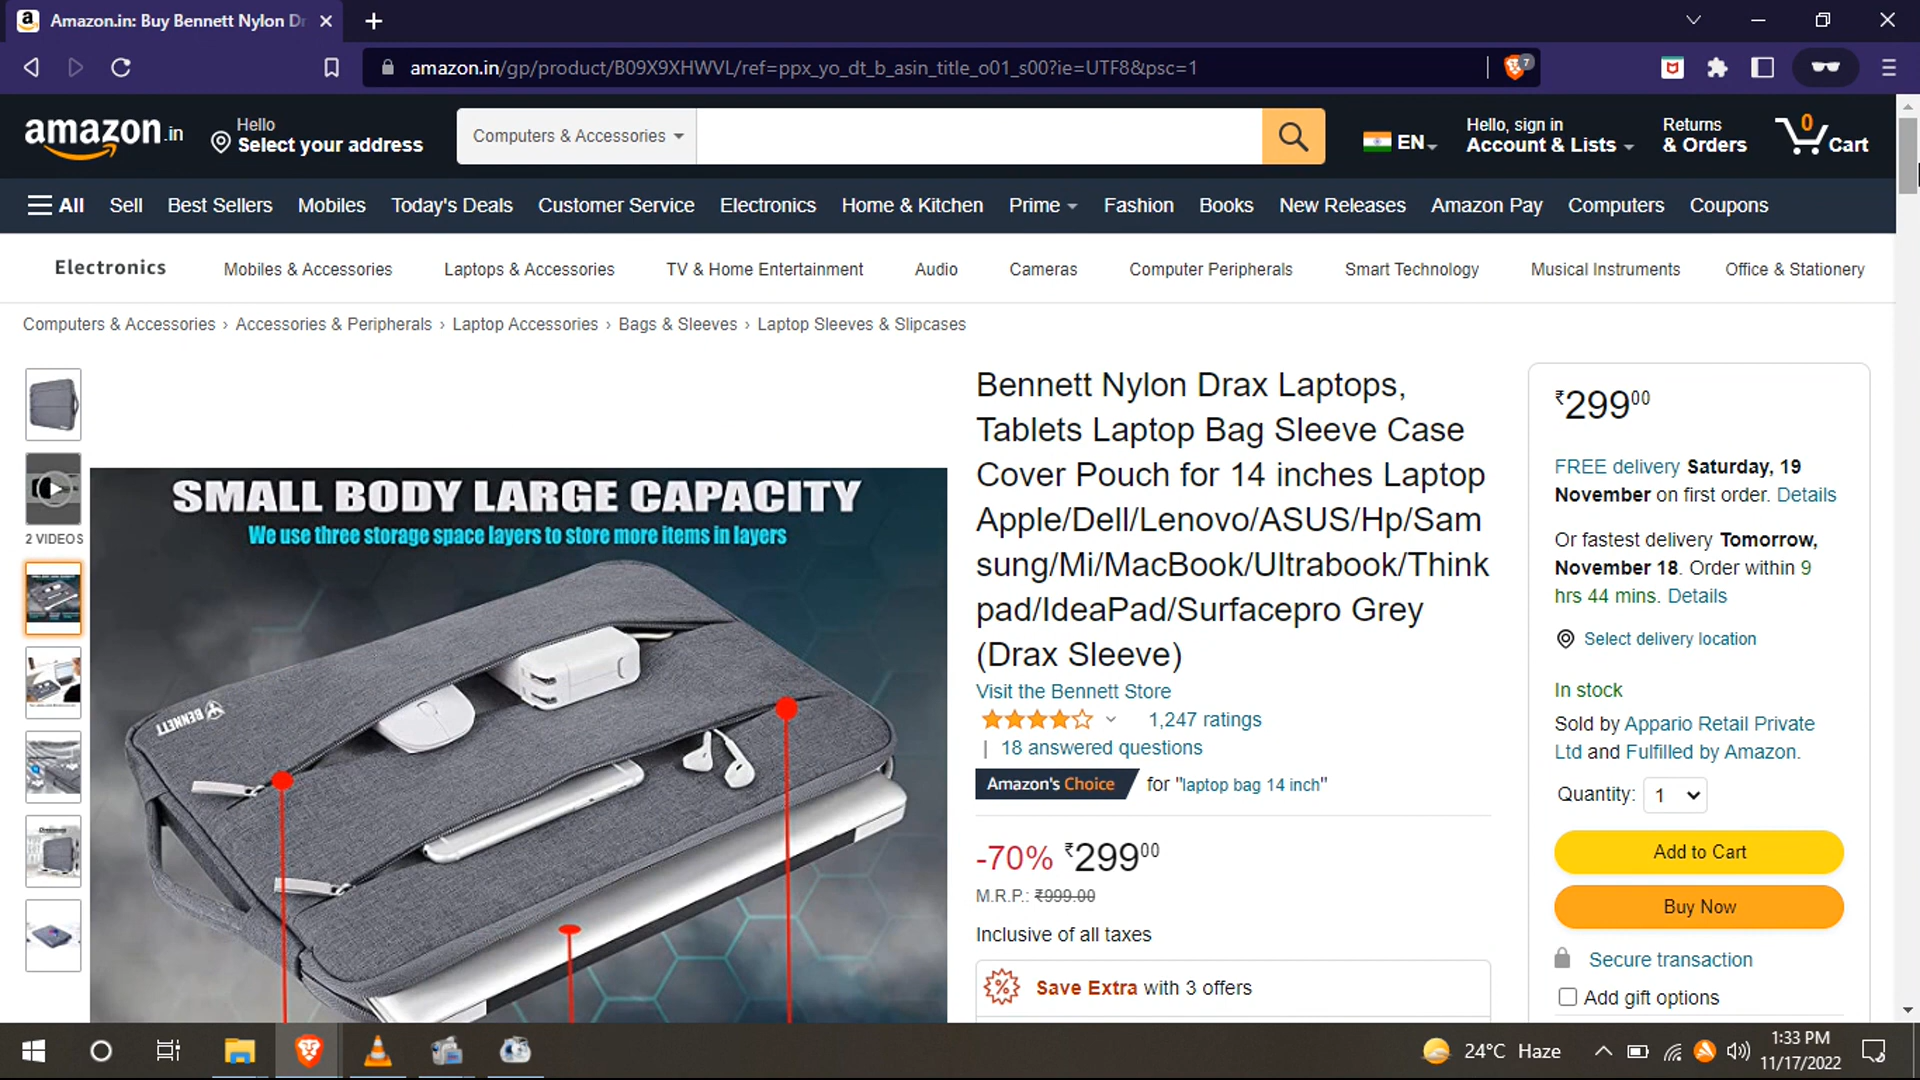 Amazon.in: Buy Bennett Nylon Dr
amazon.in/gp/product/B09X9XHWVL/ref=ppx_yo_dt_b_asin_title_o01_s00?ie=UTF8&psc=1
7
amazon.in
Hello
Select your address
Computers & Accessories
EN
Hello, sign in
Account & Lists
Returns
& Orders
0
Cart
All Sell Best Sellers Mobiles Today's Deals Customer Service Electronics Home & Kitchen Prime Fashion Books New Releases Amazon Pay Computers Coupons
Electronics Mobiles & Accessories Laptops & Accessories TV & Home Entertainment Audio Cameras Computer Peripherals Smart Technology Musical Instruments Office & Stationery
Computers & Accessories › Accessories & Peripherals › Laptop Accessories › Bags & Sleeves › Laptop Sleeves & Slipcases
2 VIDEOS
SMALL BODY LARGE CAPACITY
We use three storage space layers to store more items in layers
BENNETT
Bennett Nylon Drax Laptops,
Tablets Laptop Bag Sleeve Case
Cover Pouch for 14 inches Laptop
Apple/Dell/Lenovo/ASUS/Hp/Sam
sung/Mi/MacBook/Ultrabook/Think
pad/IdeaPad/Surfacepro Grey
(Drax Sleeve)
Visit the Bennett Store
1,247 ratings
| 18 answered questions
Amazon's Choice for "laptop bag 14 inch"
-70% ₹29900
M.R.P.: ₹999.00
Inclusive of all taxes
Save Extra with 3 offers
₹29900
FREE delivery Saturday, 19
November on first order. Details
Or fastest delivery Tomorrow,
November 18. Order within 9
hrs 44 mins. Details
Select delivery location
In stock
Sold by Appario Retail Private
Ltd and Fulfilled by Amazon.
Quantity: 1
Add to Cart
Buy Now
Secure transaction
Add gift options
24°C Haze
1:33 PM
11/17/2022